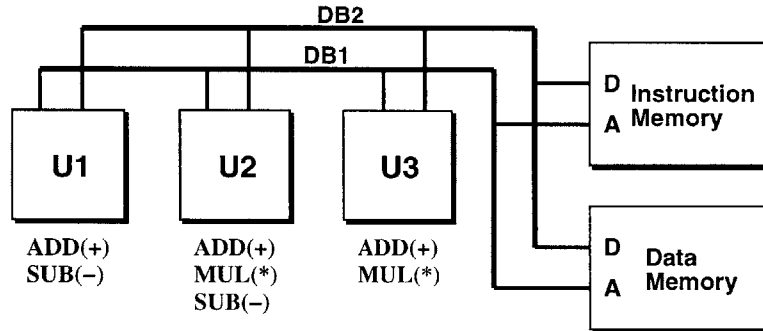 DB2
DB1
U1
U2
U3
ADD(+)
SUB(−)
ADD(+)
MUL(*)
SUB(−)
ADD(+)
MUL(*)
D
A
Instruction
Memory
D
A
Data
Memory